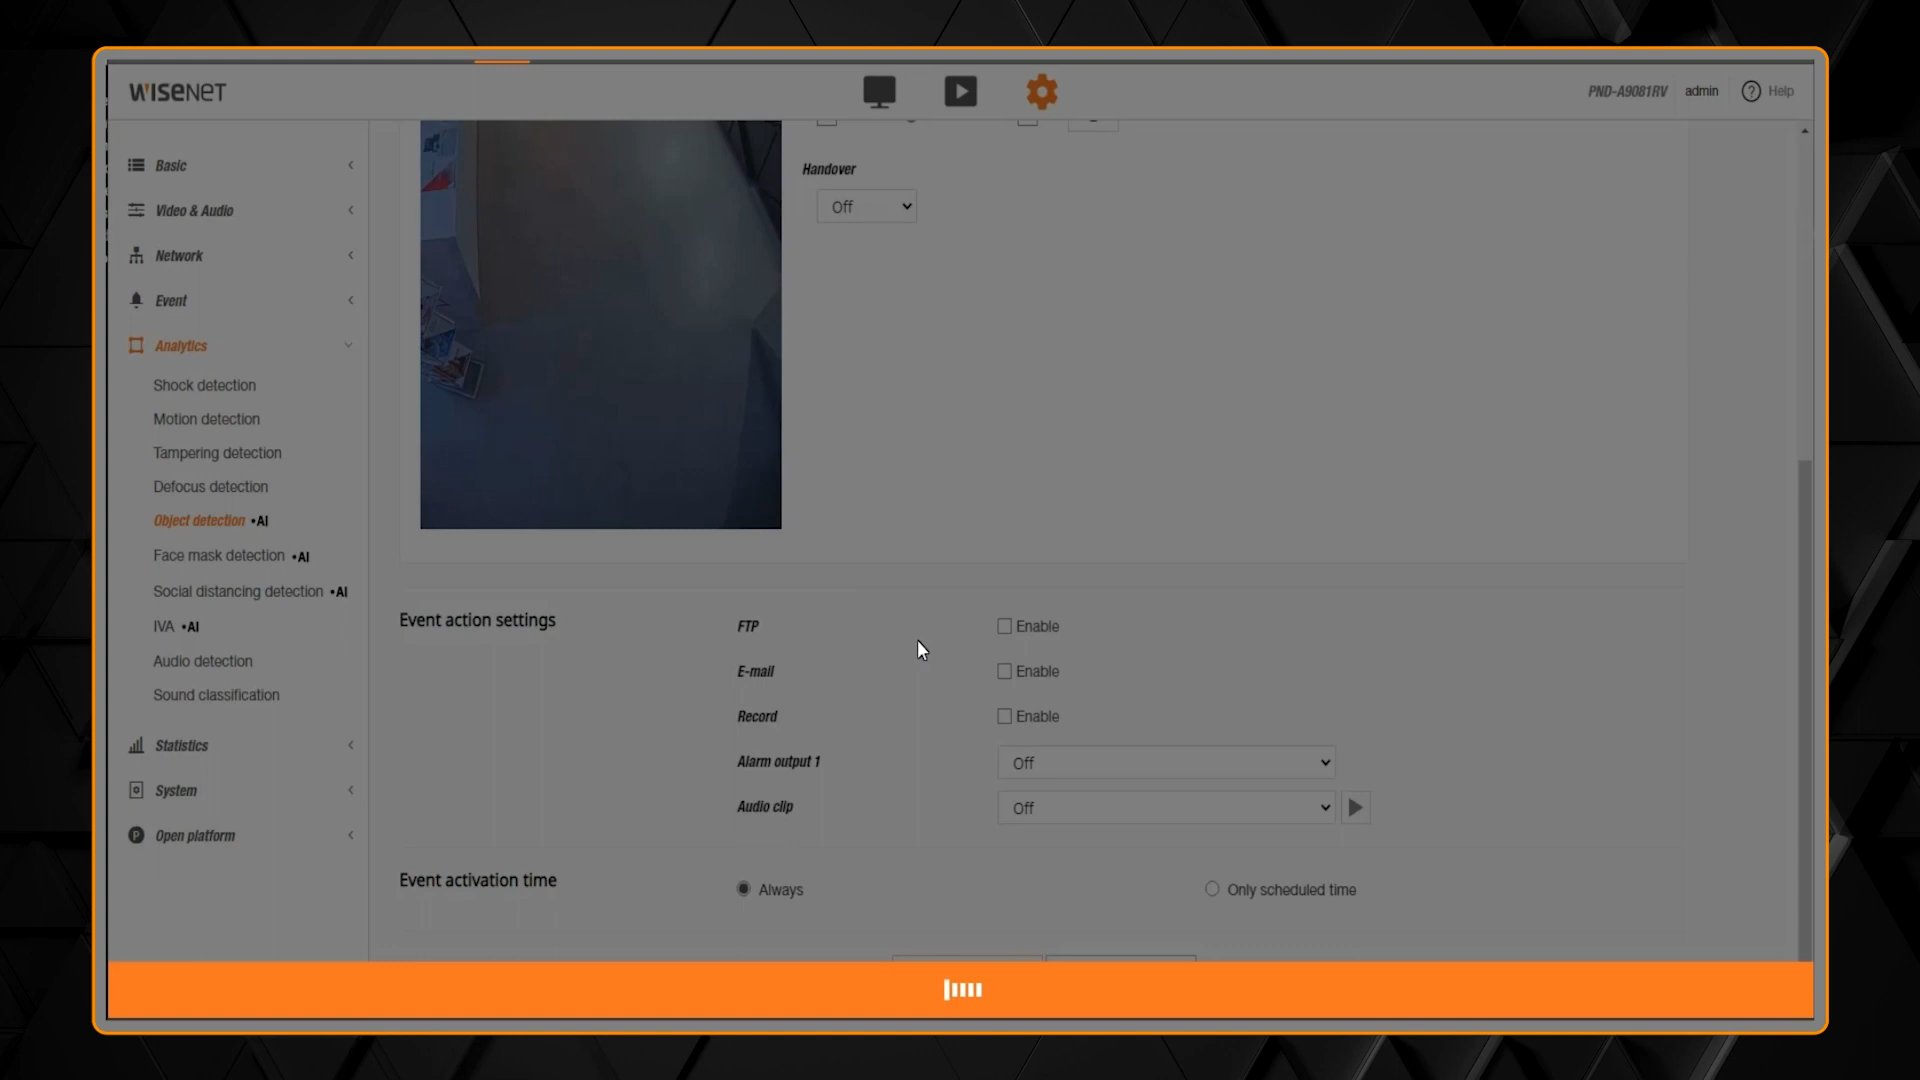 WISENET
PND-A9081RV admin ? Help
Basic
Video & Audio
Network
Event
Analytics
Shock detection
Motion detection
Tampering detection
Defocus detection
Object detection •AI
Face mask detection •AI
Social distancing detection •AI
IVA •AI
Audio detection
Sound classification
Statistics
System
P Open platform
Handover
Off
Event action settings
FTP Enable
E-mail Enable
Record Enable
Alarm output 1 Off
Audio clip Off
Event activation time Always Only scheduled time